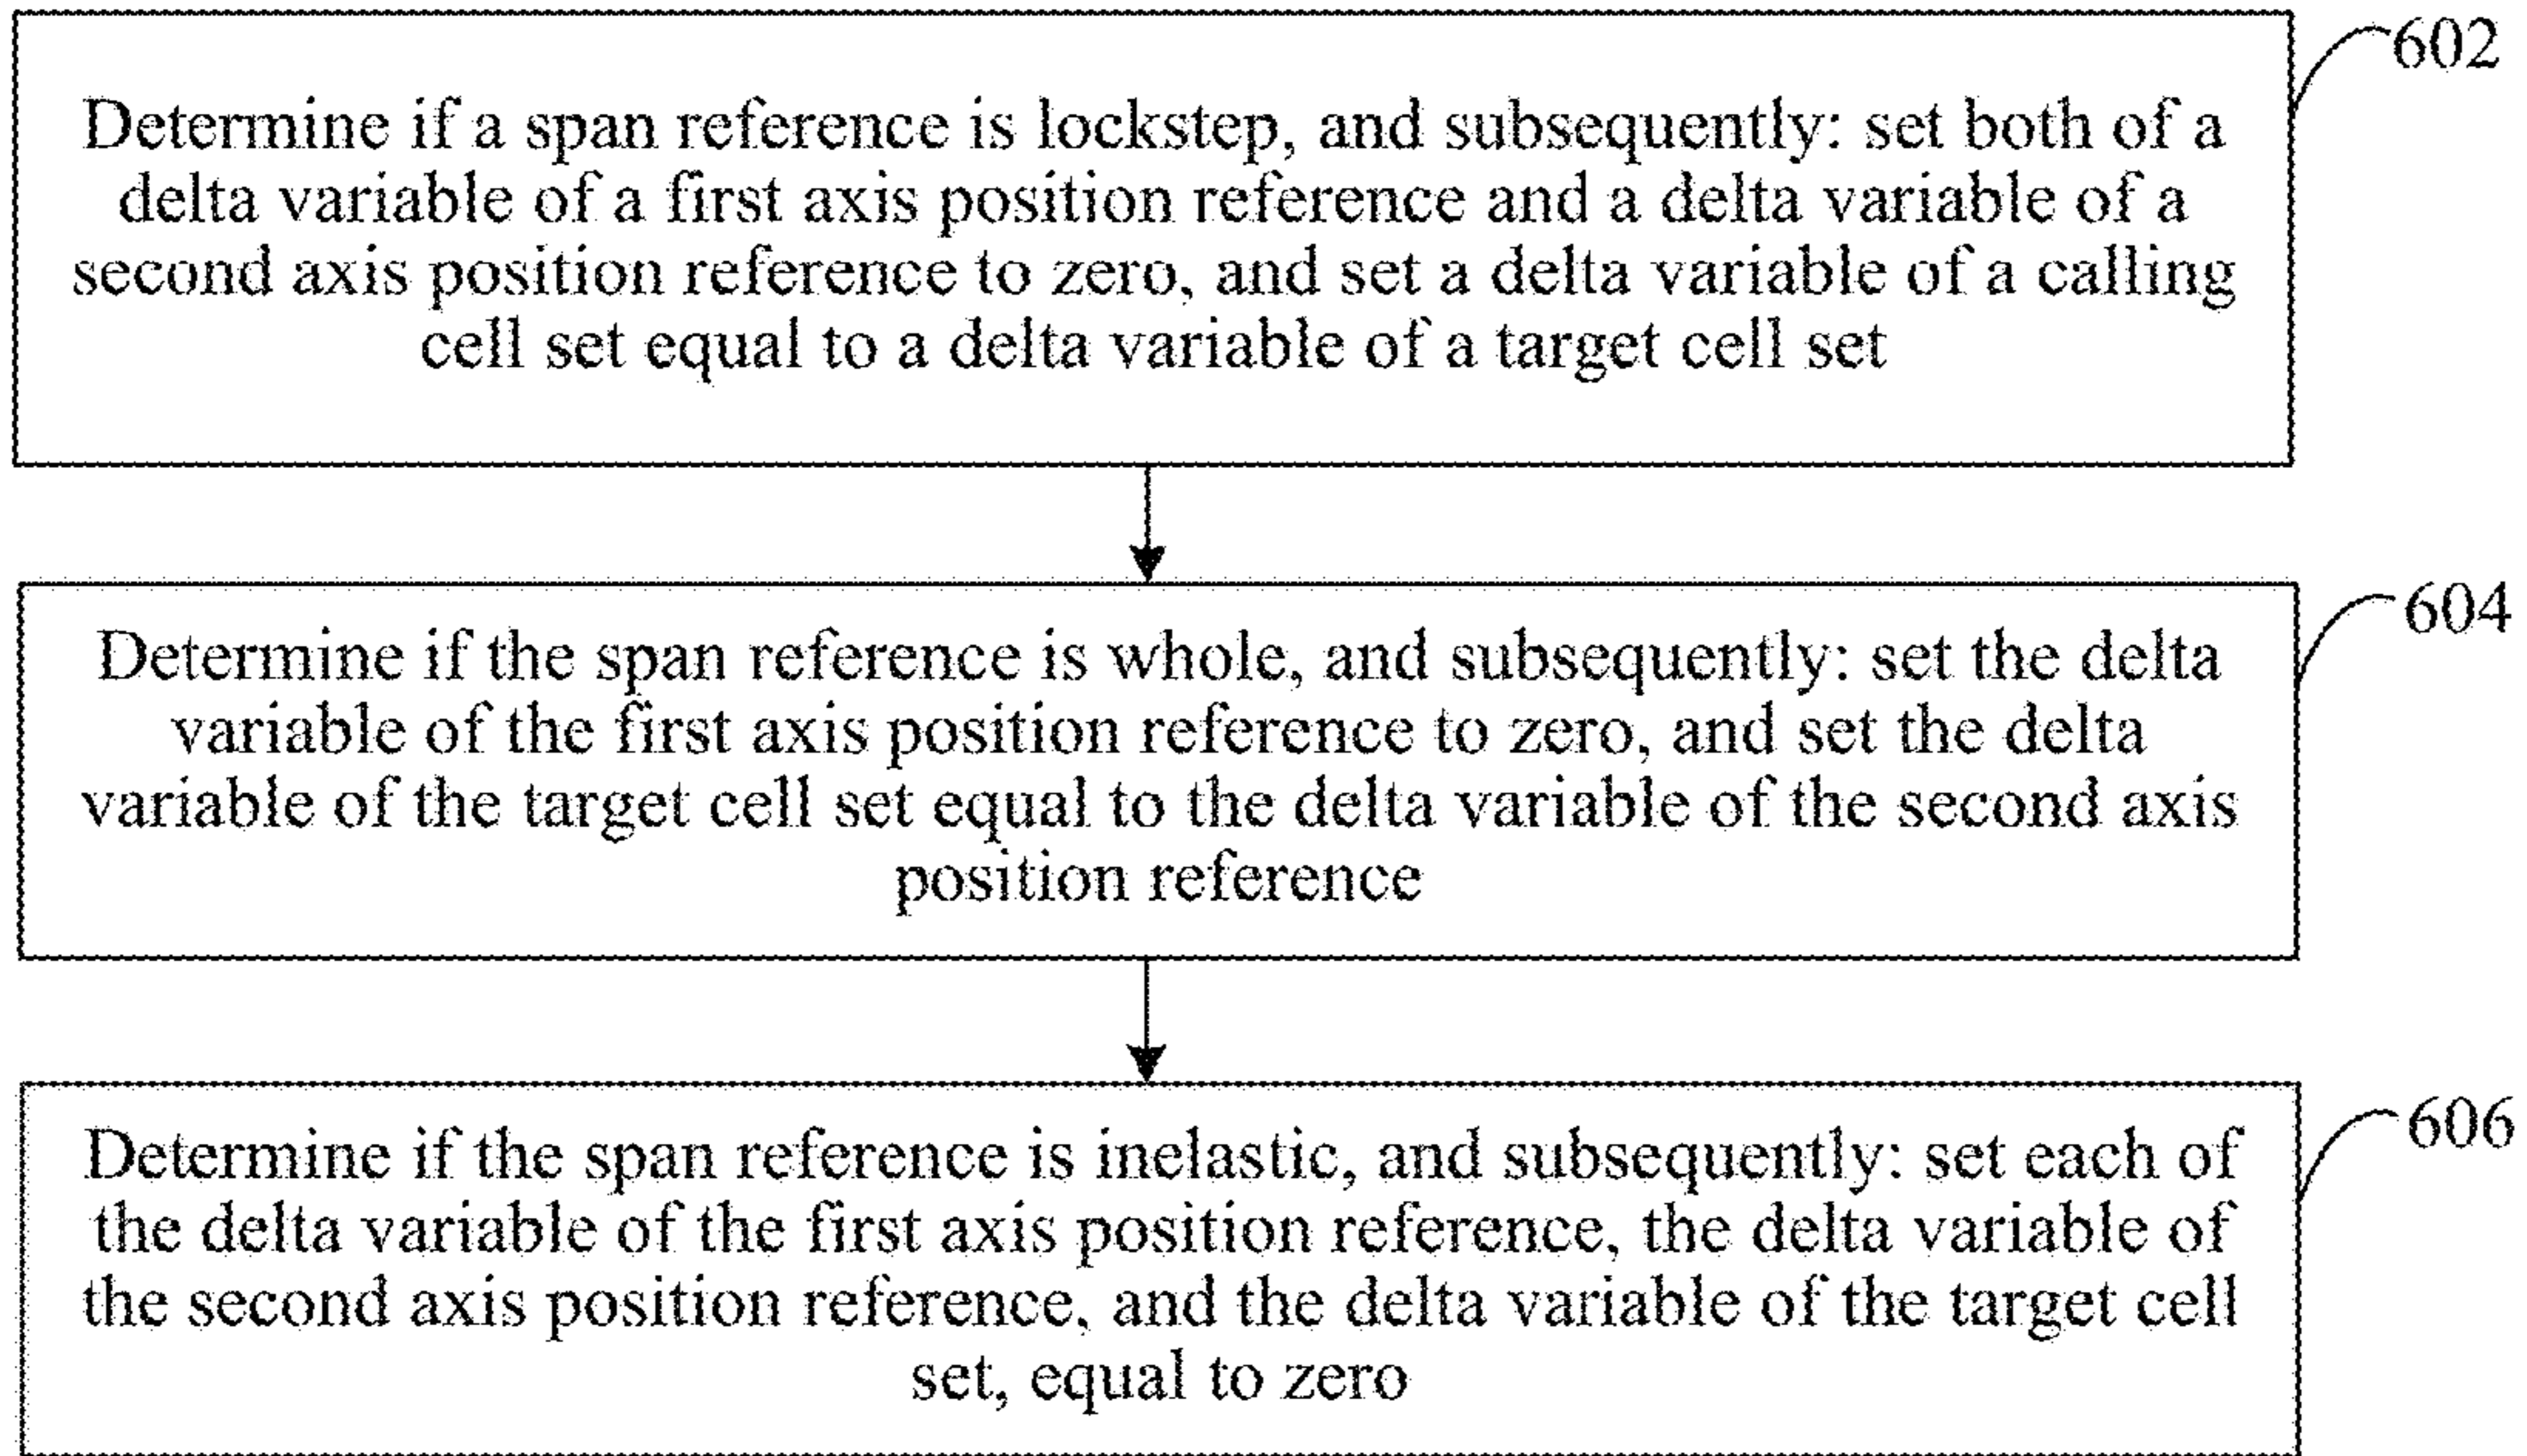 602
Determine if a span reference is lockstep, and subsequently: set both of a
delta variable of a first axis position reference and a delta variable of a
second axis position reference to zero, and set a delta variable of a calling
cell set equal to a delta variable of a target cell set
604
Determine if the span reference is whole, and subsequently: set the delta
variable of the first axis position reference to zero, and set the delta
variable of the target cell set equal to the delta variable of the second axis
position reference
606
Determine if the span reference is inelastic, and subsequently: set each of
the delta variable of the first axis position reference, the delta variable of
the second axis position reference, and the delta variable of the target cell
set, equal to zero